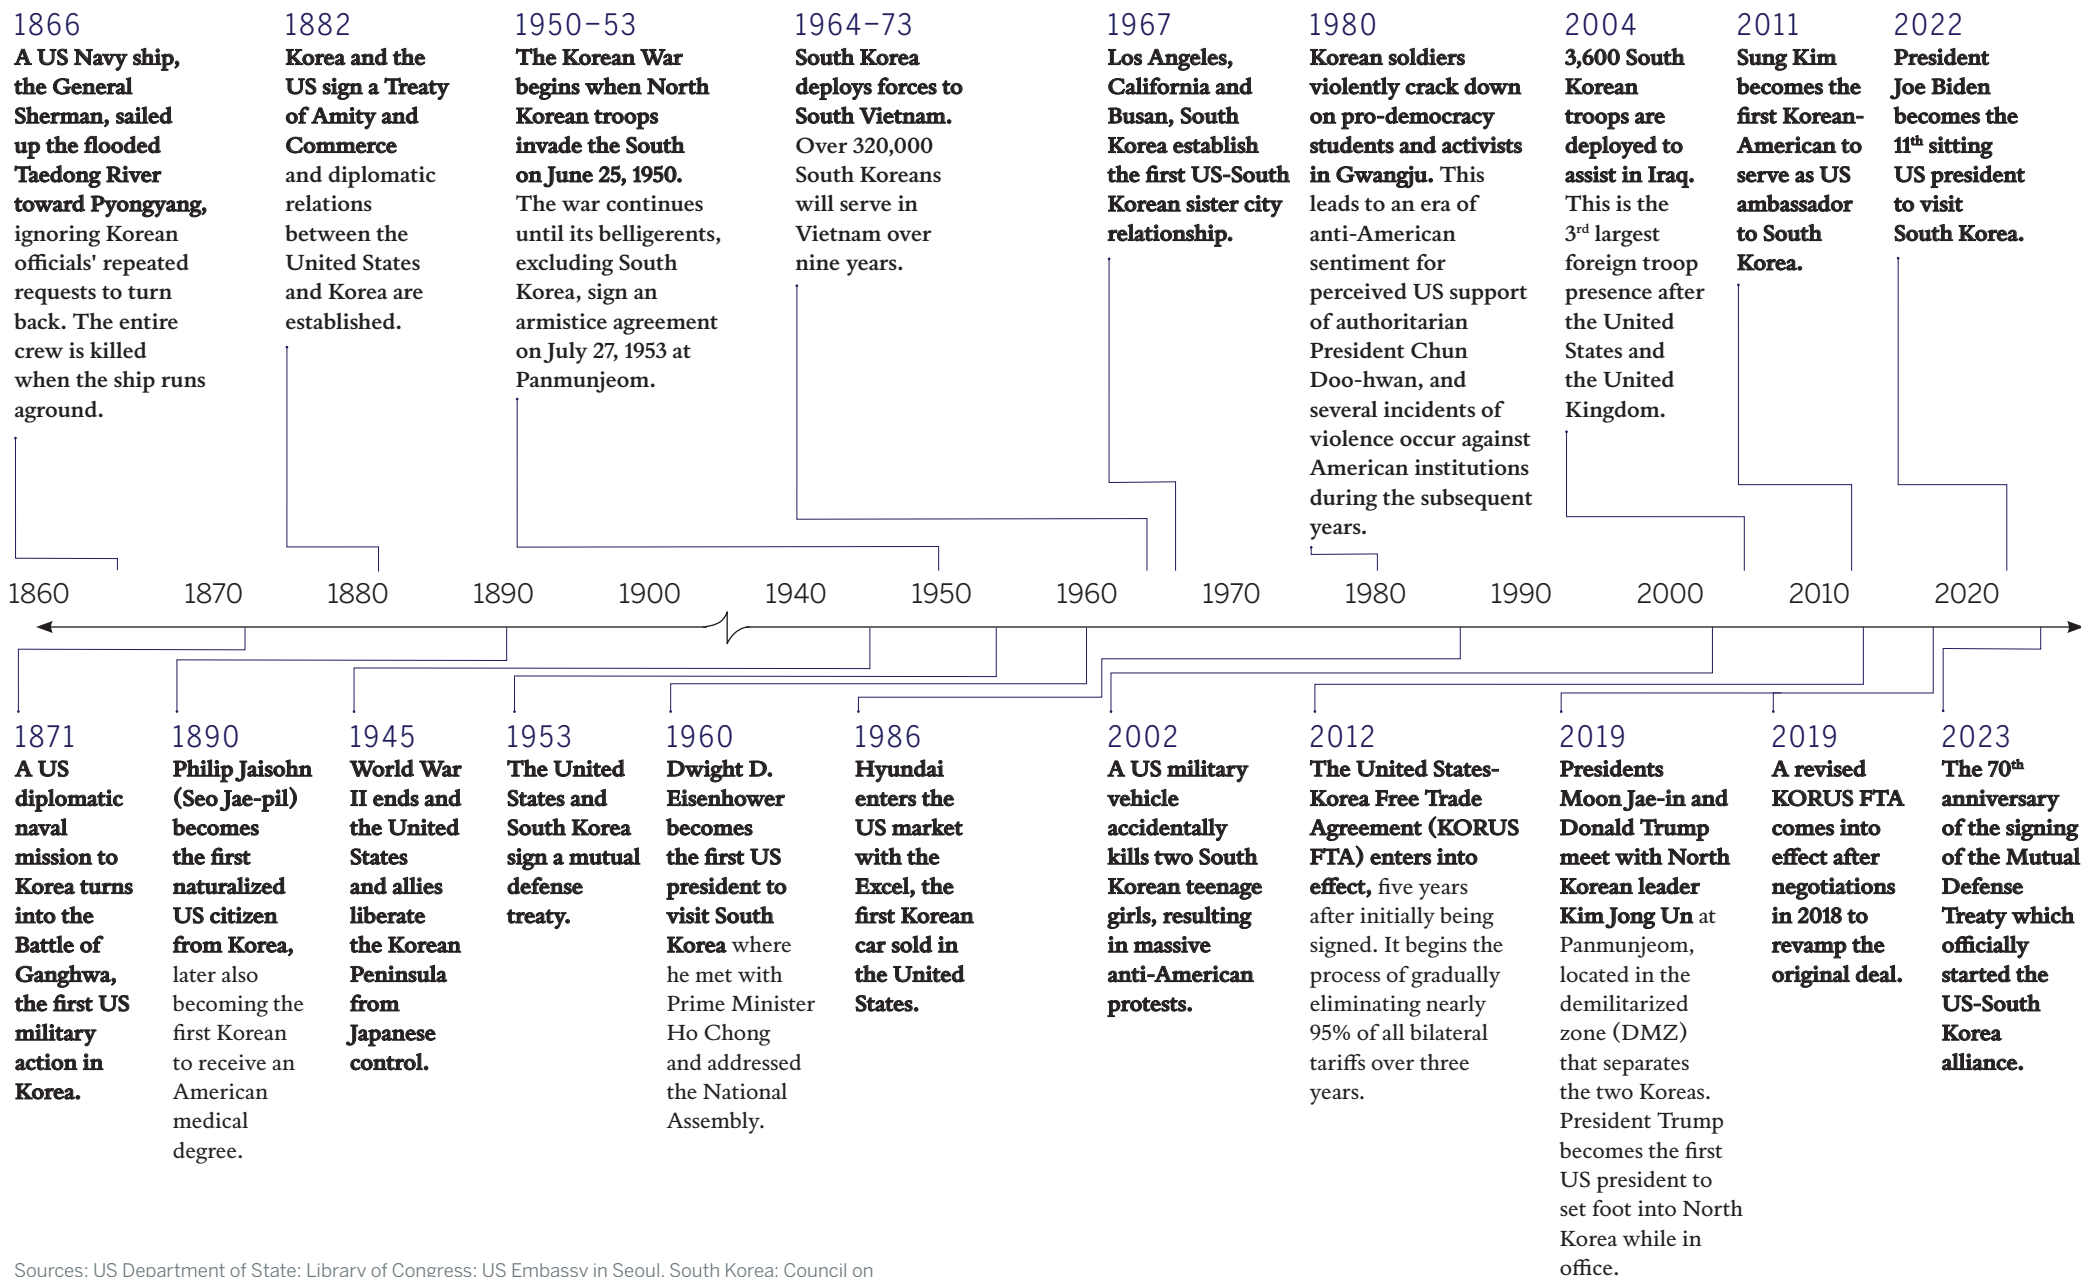 1866
A US Navy ship,
the General
Sherman, sailed
up the flooded
Taedong River
toward Pyongyang,
ignoring Korean
officials' repeated
requests to turn
back. The entire
crew is killed
when the ship runs
aground.
1882
Korea and the
US sign a Treaty
of Amity and
Commerce
and diplomatic
relations
between the
United States
and Korea are
established.
1950–53
The Korean War
begins when North
Korean troops
invade the South
on June 25, 1950.
The war continues
until its belligerents,
excluding South
Korea, sign an
armistice agreement
on July 27, 1953 at
Panmunjeom.
1964–73
South Korea
deploys forces to
South Vietnam.
Over 320,000
South Koreans
will serve in
Vietnam over
nine years.
1967
Los Angeles,
California and
Busan, South
Korea establish
the first US-South
Korean sister city
relationship.
1980
Korean soldiers
violently crack down
on pro-democracy
students and activists
in Gwangju. This
leads to an era of
anti-American
sentiment for
perceived US support
of authoritarian
President Chun
Doo-hwan, and
several incidents of
violence occur against
American institutions
during the subsequent
years.
2004
3,600 South
Korean
troops are
deployed to
assist in Iraq.
This is the
3rd largest
foreign troop
presence after
the United
States and
the United
Kingdom.
2011
Sung Kim
becomes the
first Korean-
American to
serve as US
ambassador
to South
Korea.
2022
President
Joe Biden
becomes the
11th sitting
US president
to visit
South Korea.
1860 1870 1880 1890 1900 1940 1950 1960 1970 1980 1990 2000 2010 2020
1871
A US
diplomatic
naval
mission to
Korea turns
into the
Battle of
Ganghwa,
the first US
military
action in
Korea.
1890
Philip Jaisohn
(Seo Jae-pil)
becomes
the first
naturalized
US citizen
from Korea,
later also
becoming the
first Korean
to receive an
American
medical
degree.
1945
World War
II ends and
the United
States
and allies
liberate
the Korean
Peninsula
from
Japanese
control.
1953
The United
States and
South Korea
sign a mutual
defense
treaty.
1960
Dwight D.
Eisenhower
becomes
the first US
president to
visit South
Korea where
he met with
Prime Minister
Ho Chong
and addressed
the National
Assembly.
1986
Hyundai
enters the
US market
with the
Excel, the
first Korean
car sold in
the United
States.
2002
A US military
vehicle
accidentally
kills two South
Korean teenage
girls, resulting
in massive
anti-American
protests.
2012
The United States-
Korea Free Trade
Agreement (KORUS
FTA) enters into
effect, five years
after initially being
signed. It begins the
process of gradually
eliminating nearly
95% of all bilateral
tariffs over three
years.
2019
Presidents
Moon Jae-in and
Donald Trump
meet with North
Korean leader
Kim Jong Un at
Panmunjeom,
located in the
demilitarized
zone (DMZ)
that separates
the two Koreas.
President Trump
becomes the first
US president to
set foot into North
Korea while in
office.
2019
A revised
KORUS FTA
comes into
effect after
negotiations
in 2018 to
revamp the
original deal.
2023
The 70th
anniversary
of the signing
of the Mutual
Defense
Treaty which
officially
started the
US-South
Korea
alliance.
Sources: US Department of State; Library of Congress; US Embassy in Seoul, South Korea; Council on